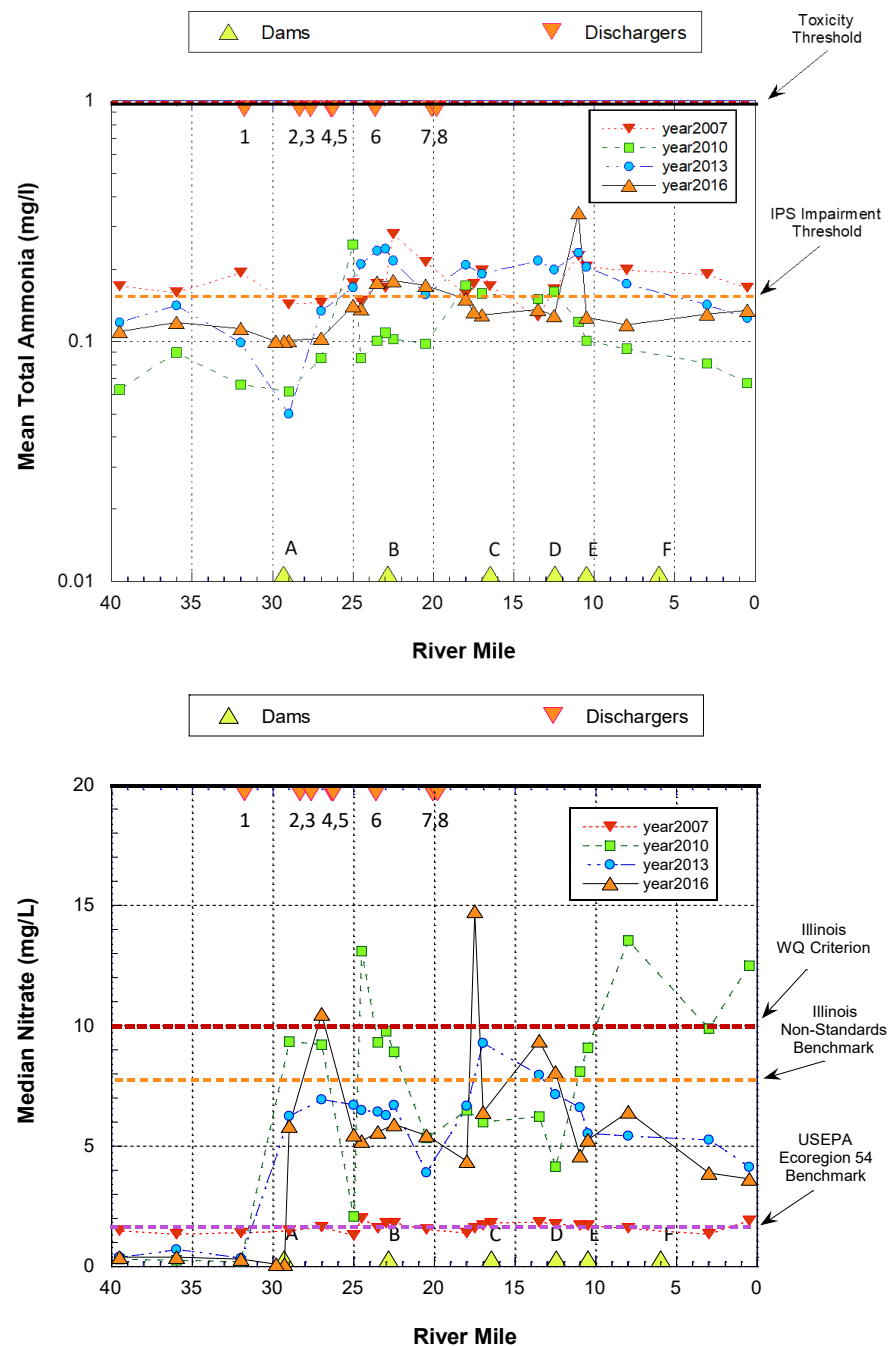 Dams
Dischargers
Toxicity
Threshold
1
1
2,3
4,5
6
7,8
year2007
year2010
year2013
year2016
IPS Impairment
Threshold
Mean Total Ammonia (mg/l)
0.1
A
B
C
D
E
F
0.01
40
35
30
25
20
15
10
5
0
River Mile
Dams
Dischargers
20
1
2,3
4,5
6
7,8
year2007
year2010
year2013
year2016
15
Illinois
WQ Criterion
Median Nitrate (mg/L)
10
Illinois
Non-Standards
Benchmark
5
USEPA
Ecoregion 54
Benchmark
A
B
C
D
E
F
0
40
35
30
25
20
15
10
5
0
River Mile